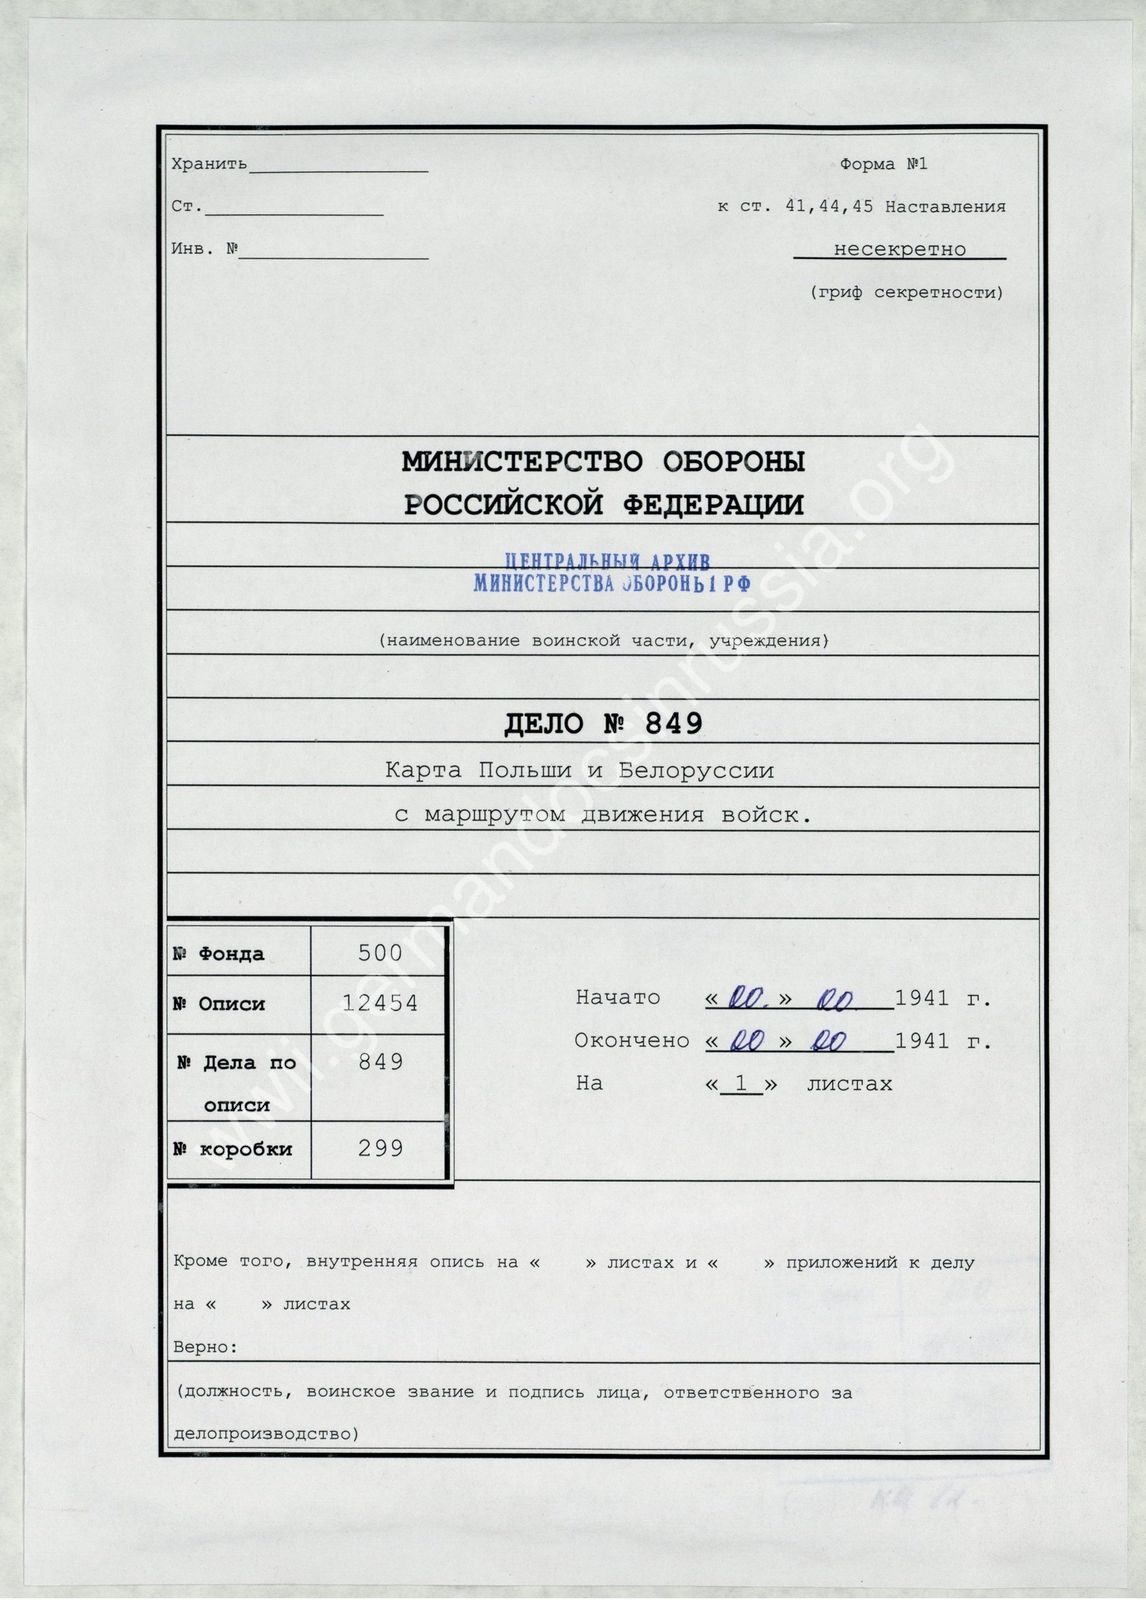 Хранить
Форма №1
Ст.
к ст. 41,44,45 Наставления
Инв. №
несекретно
(гриф секретности)
МИНИСТЕРСТВО ОБОРОНЫ
РОССИЙСКОЙ ФЕДЕРАЦИИ
ЦЕНТРАЛЬНЫЙ АРХИВ
МИНИСТЕРСТВА ОБОРОНЫ РФ
(наименование воинской части, учреждения)
ДЕЛО № 849
Карта Польши и Белоруссии
с маршрутом движения войск.
№ Фонда 500
№ Описи 12454
№ Дела по описи 849
№ коробки 299
Начато «00.» 00 1941 г.
Окончено «00» 00 1941 г.
На «1» листах
Кроме того, внутренняя опись на « » листах и « » приложений к делу
на « » листах
Верно:
(должность, воинское звание и подпись лица, ответственного за
делопроизводство)
www.germandocsinrussia.org